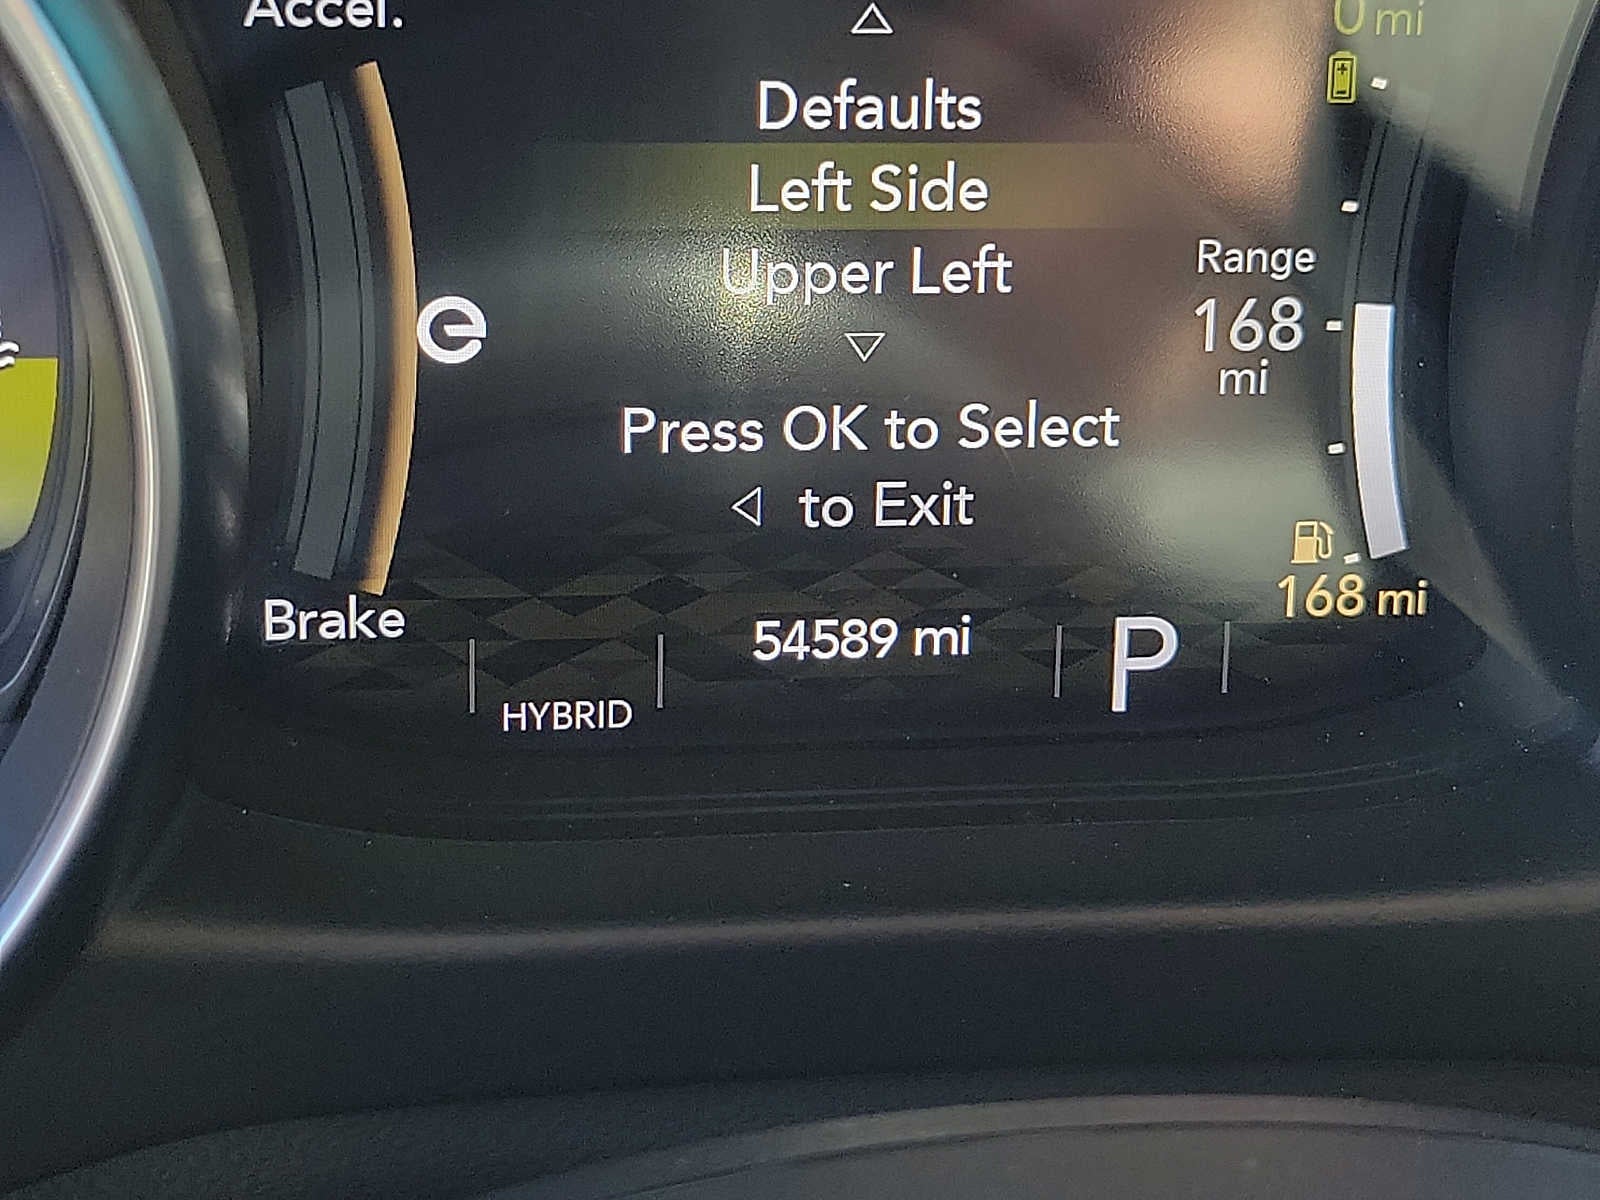 Accel.
0 mi
Defaults
Left Side
Upper Left
Range
168
mi
Press OK to Select
to Exit
168 mi
Brake
54589 mi
P
HYBRID